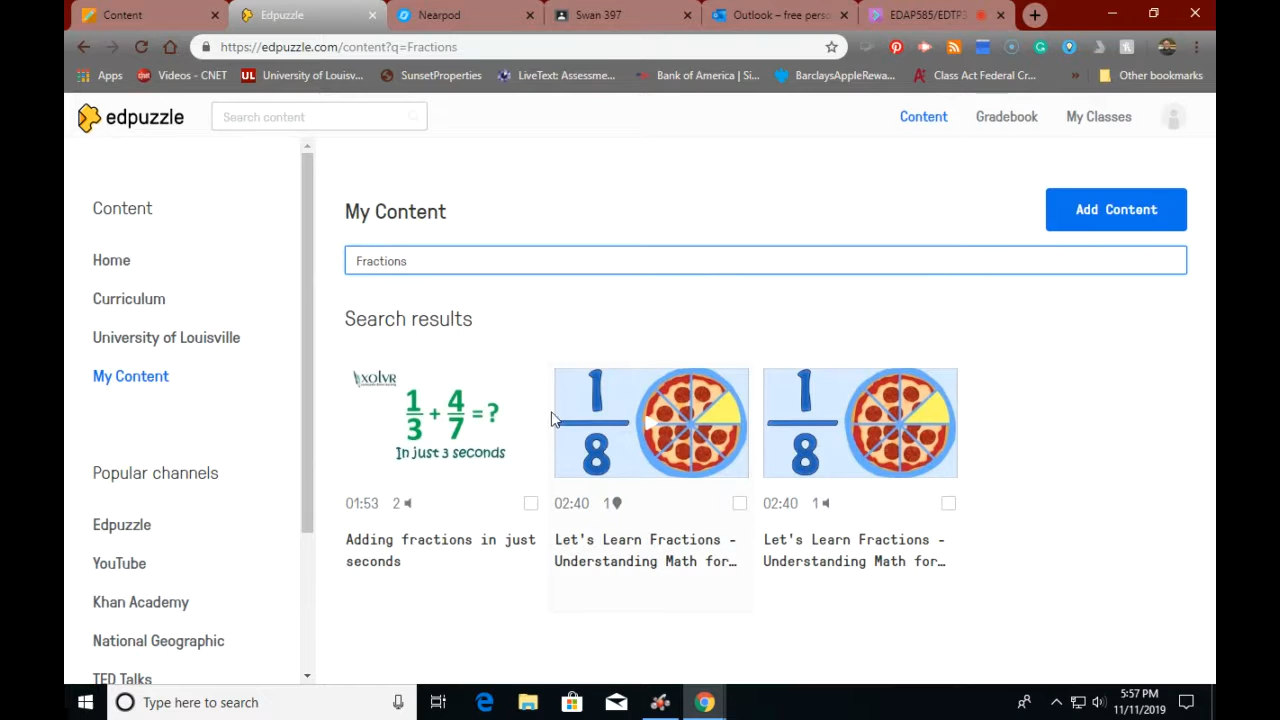 Content
Edpuzzle
Nearpod
Swan 397
Outlook – free perso
EDAP585/EDTP3
https://edpuzzle.com/content?q=Fractions
Apps
Videos - CNET
University of Louisv...
SunsetProperties
LiveText: Assessme...
Bank of America | Si...
BarclaysAppleRewa...
Class Act Federal Cr...
»
Other bookmarks
edpuzzle
Search content
Content
Gradebook
My Classes
Content
Home
Curriculum
University of Louisville
My Content
Popular channels
Edpuzzle
YouTube
Khan Academy
National Geographic
TED Talks
My Content
Add Content
Fractions
Search results
XOLVR
1/3 + 4/7 = ?
In just 3 seconds
01:53 2
Adding fractions in just
seconds
1/8
02:40 1
Let's Learn Fractions -
Understanding Math for…
1/8
02:40 1
Let's Learn Fractions -
Understanding Math for…
Type here to search
5:57 PM
11/11/2019